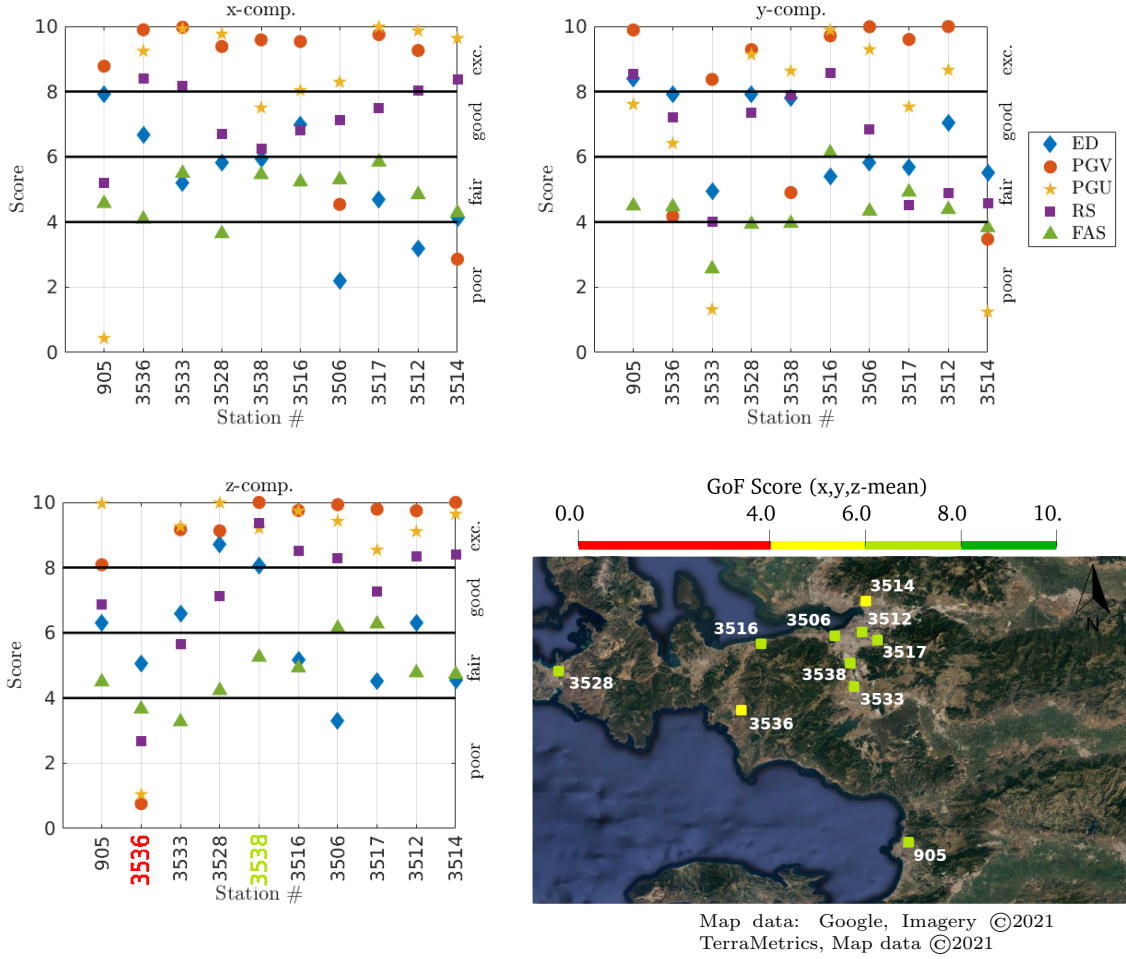 x-comp.
10
8
6
4
2
0
Score
exc.
good
fair
poor
905
3536
3533
3528
3538
3516
3506
3517
3512
3514
Station #
y-comp.
10
8
6
4
2
0
Score
exc.
good
fair
poor
905
3536
3533
3528
3538
3516
3506
3517
3512
3514
Station #
ED
PGV
PGU
RS
FAS
z-comp.
10
8
6
4
2
0
Score
exc.
good
fair
poor
905
3536
3533
3528
3538
3516
3506
3517
3512
3514
Station #
GoF Score (x,y,z-mean)
0.0 4.0 6.0 8.0 10.
3514
3516
3506
3512
3517
3528
3538
3533
3536
905
N
Map data: Google, Imagery ©2021
TerraMetrics, Map data ©2021